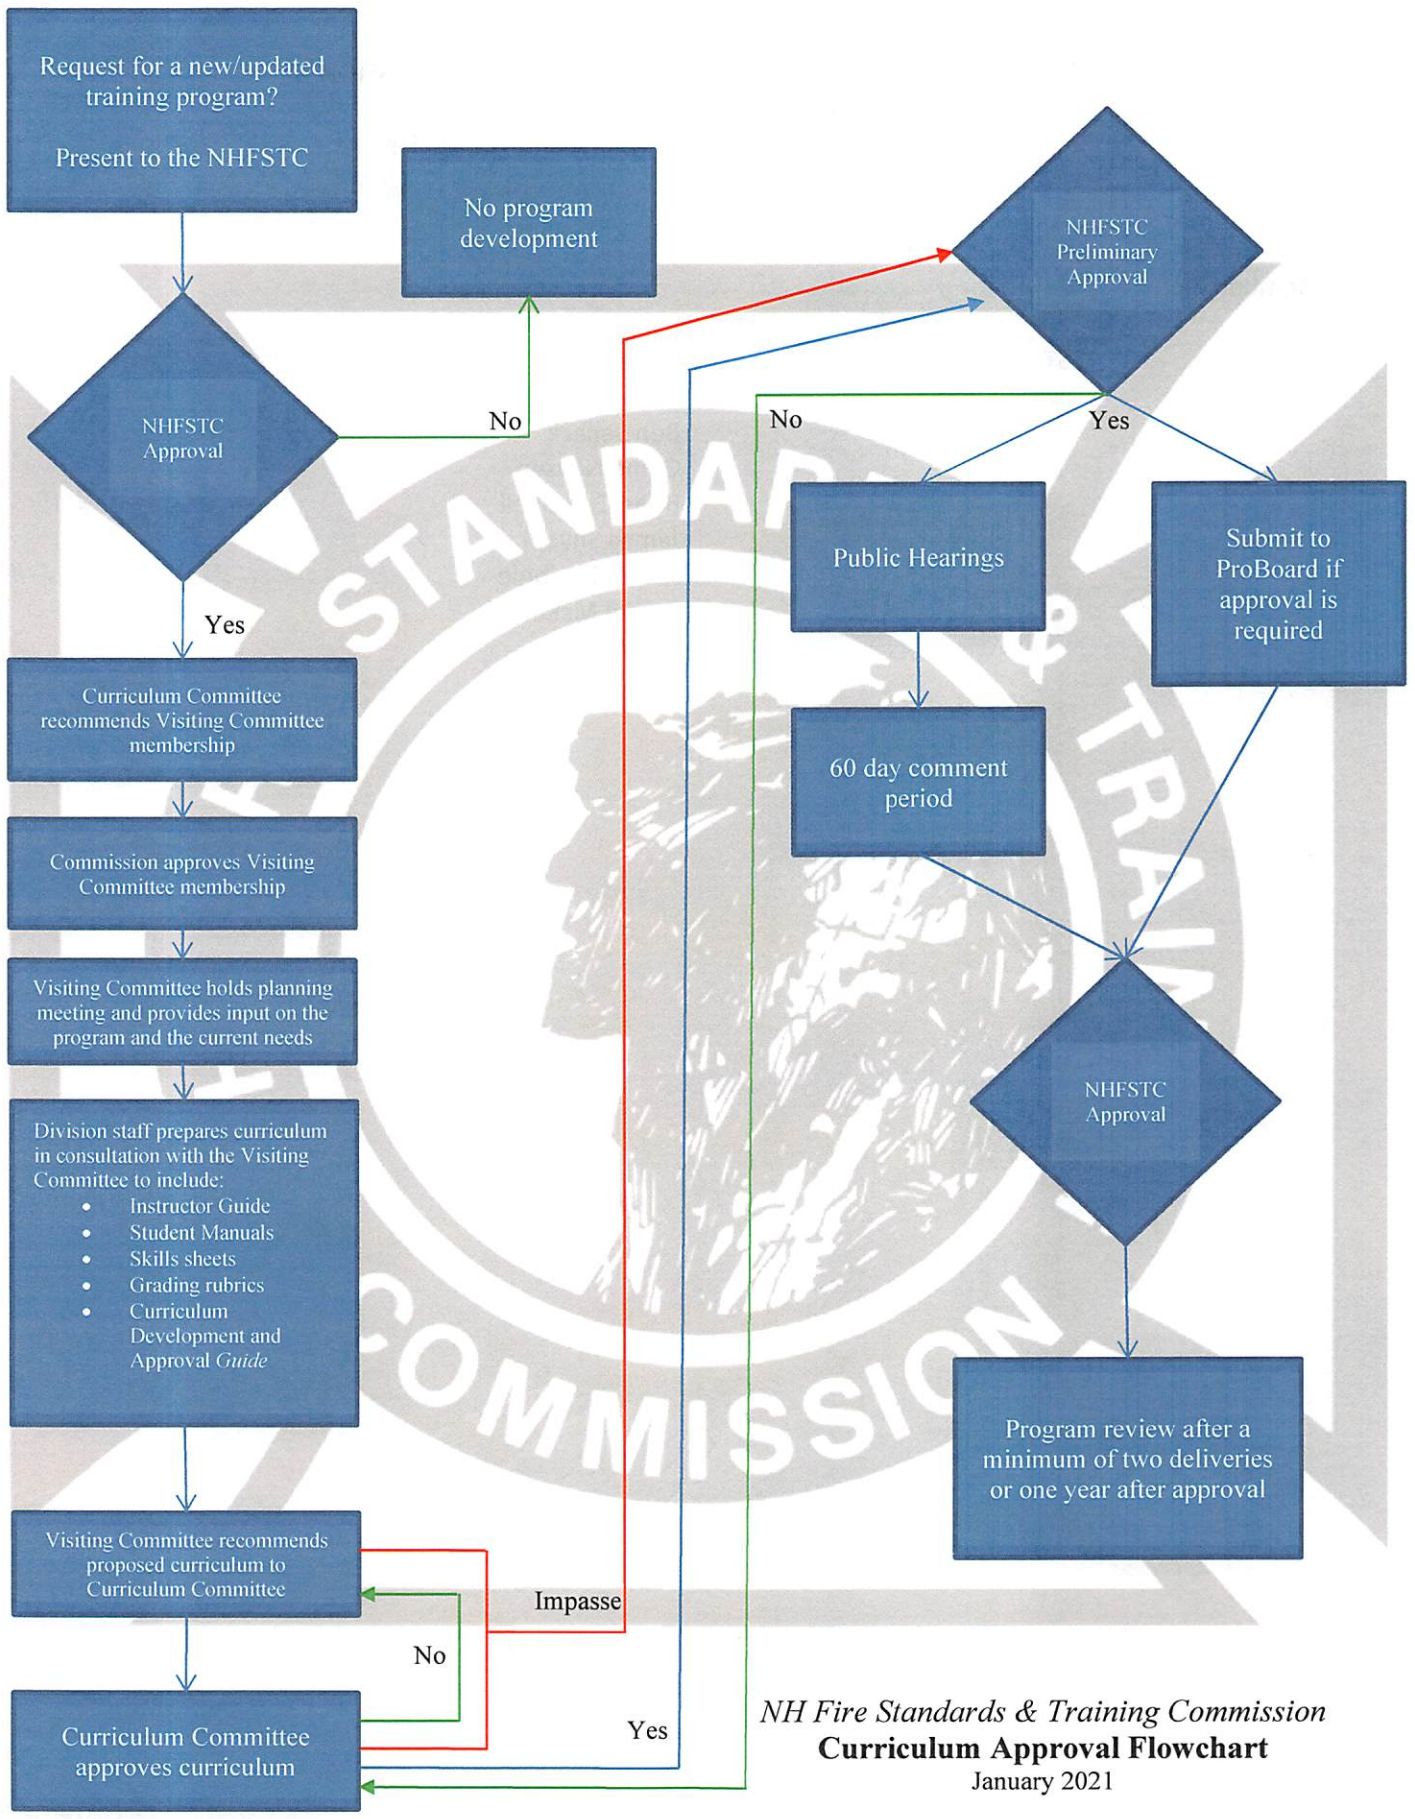 Request for a new/updated
training program?
Present to the NHFSTC
No program
development
NHFSTC
Preliminary
Approval
NHFSTC
Approval
No
No
Yes
Public Hearings
Submit to
ProBoard if
approval is
required
Yes
Curriculum Committee
recommends Visiting Committee
membership
60 day comment
period
Commission approves Visiting
Committee membership
Visiting Committee holds planning
meeting and provides input on the
program and the current needs
NHFSTC
Approval
Division staff prepares curriculum
in consultation with the Visiting
Committee to include:
• Instructor Guide
• Student Manuals
• Skills sheets
• Grading rubrics
• Curriculum
Development and
Approval Guide
Program review after a
minimum of two deliveries
or one year after approval
Visiting Committee recommends
proposed curriculum to
Curriculum Committee
Impasse
No
Curriculum Committee
approves curriculum
Yes
NH Fire Standards & Training Commission
Curriculum Approval Flowchart
January 2021
STANDAR
& TRAIN
COMMISSION